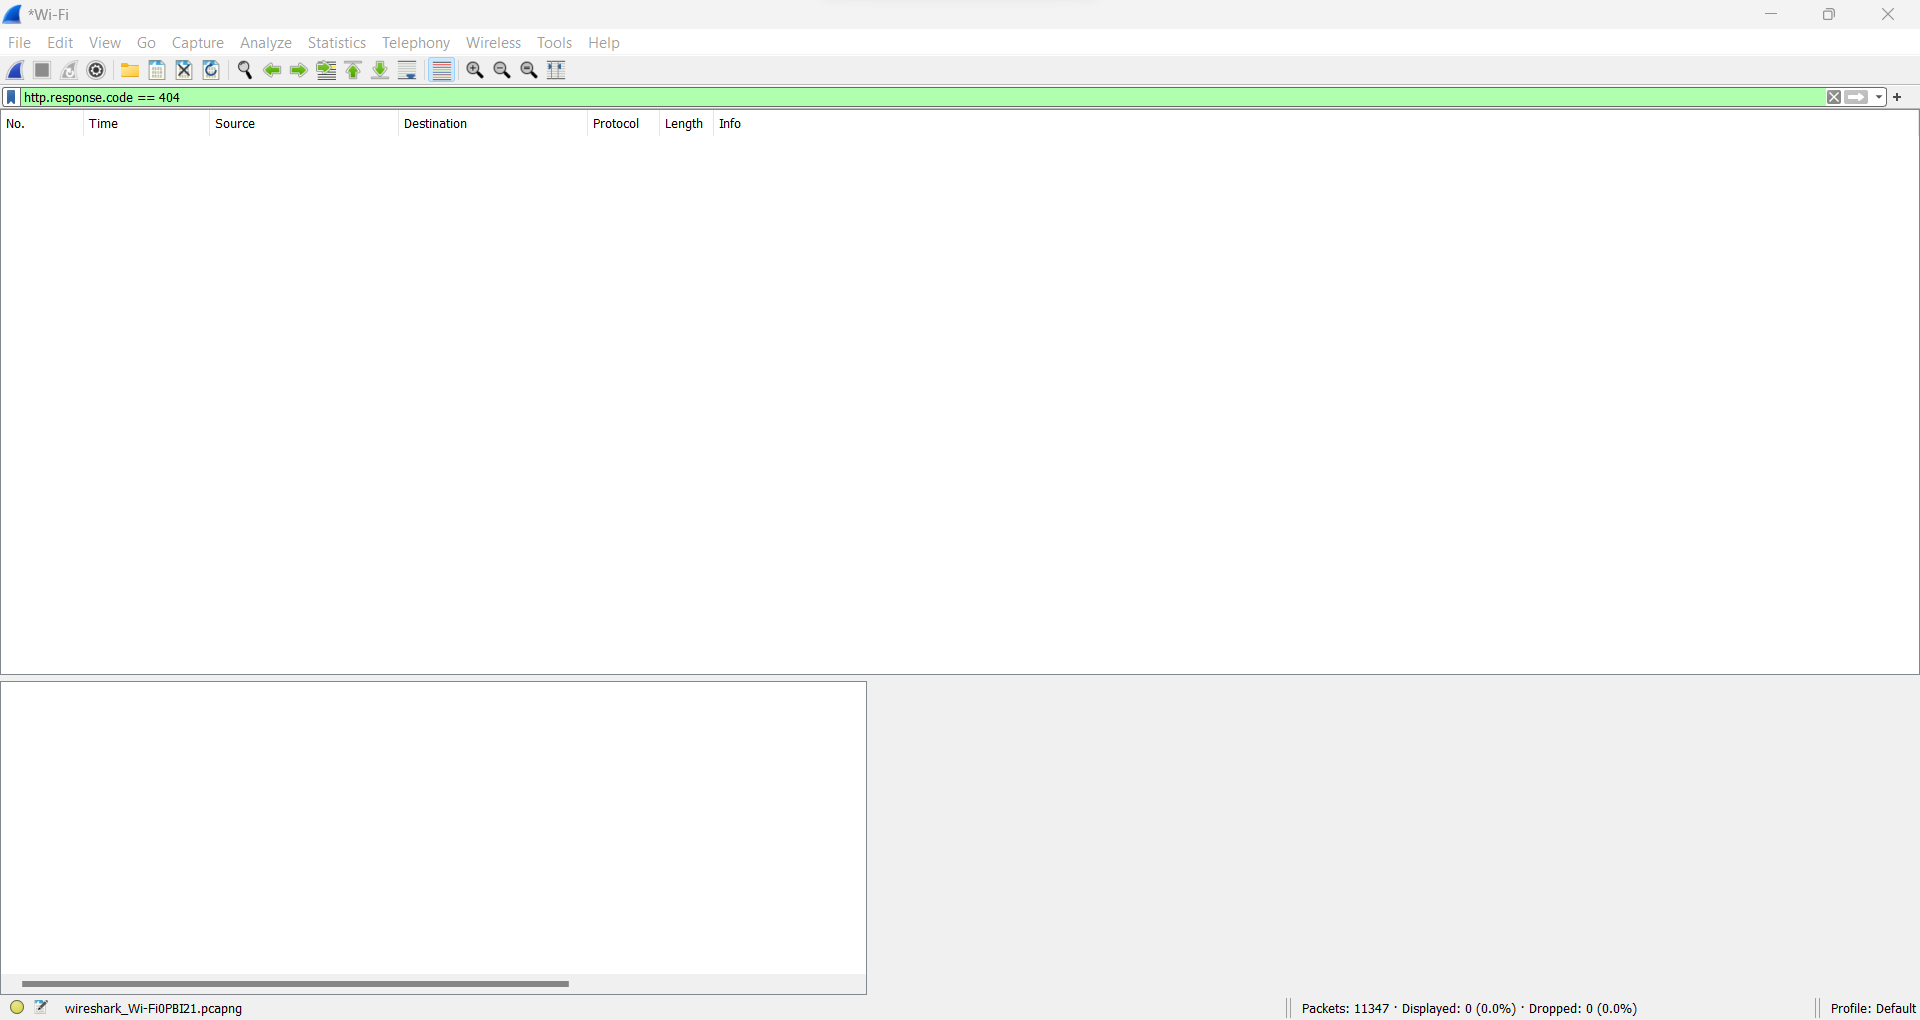 *Wi-Fi
File Edit View Go Capture Analyze Statistics Telephony Wireless Tools Help
http.response.code == 404
No. Time Source Destination Protocol Length Info
wireshark_Wi-Fi0PBI21.pcapng Packets: 11347 · Displayed: 0 (0.0%) · Dropped: 0 (0.0%) Profile: Default